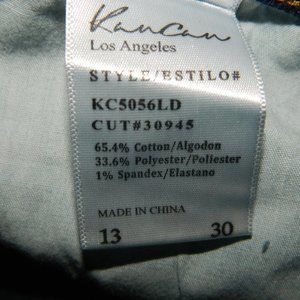 KanCan
Los Angeles
STYLE/ESTILO#
KC5056LD
CUT#30945
65.4% Cotton/Algodon
33.6% Polyester/Poliester
1% Spandex/Elastano
MADE IN CHINA
13 30